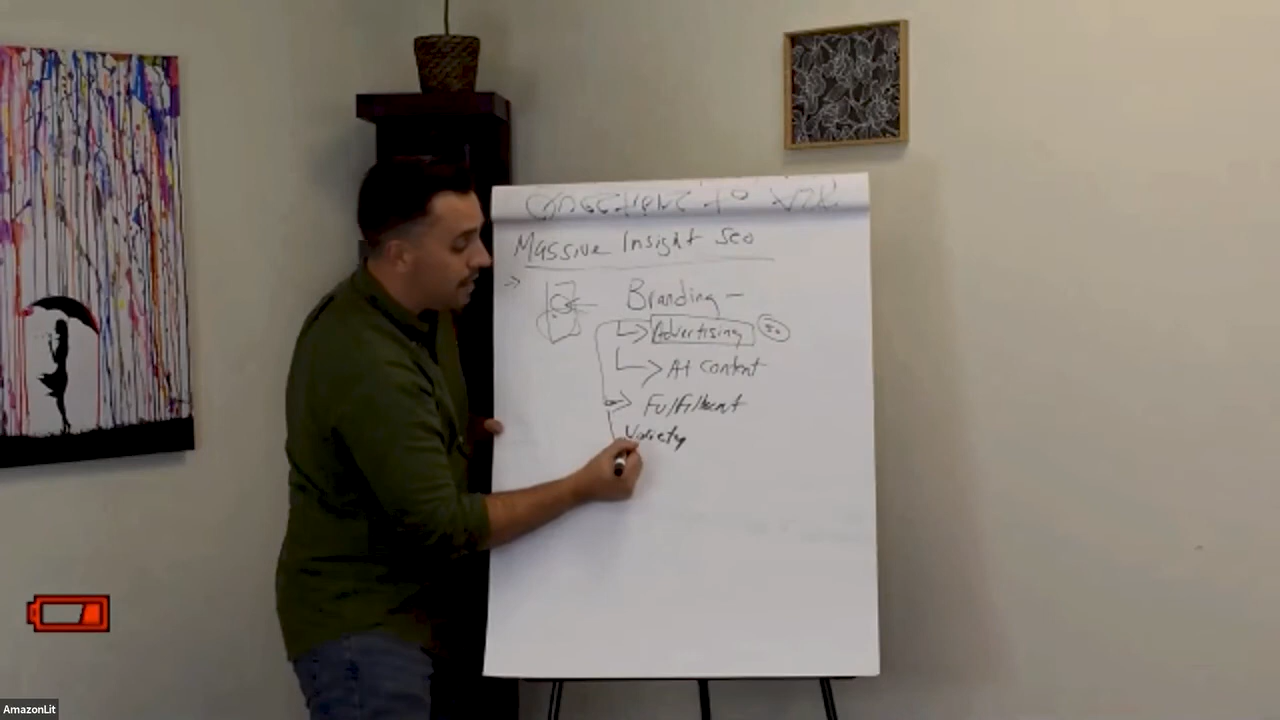 Massive Insight Seo
Branding -
Advertising
A+ Content
Fulfillment
Variety
AmazonLit